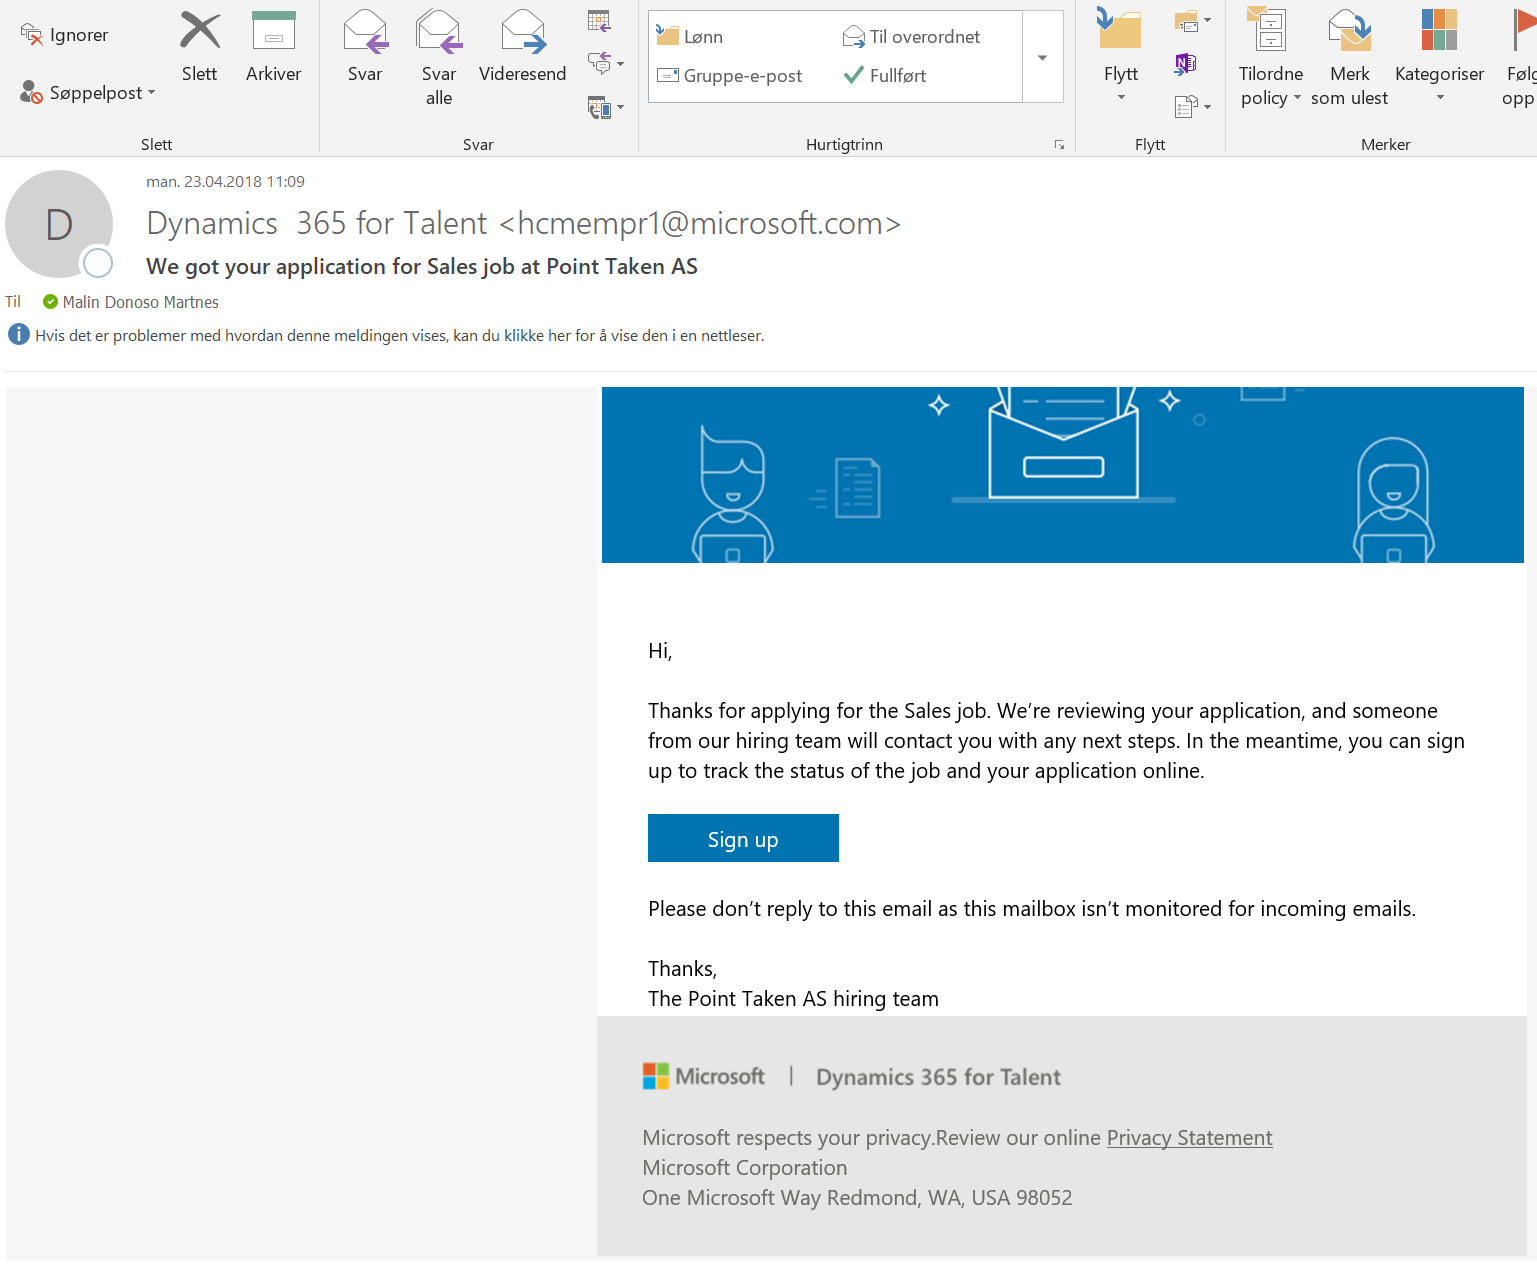 Ignorer
Søppelpost
Slett
Arkiver
Slett
Svar
Svar alle
Videresend
Svar
Lønn
Til overordnet
Gruppe-e-post
Fullført
Hurtigtrinn
Flytt
Flytt
Tilordne policy
Merk som ulest
Kategoriser
Følg opp
Merker
man. 23.04.2018 11:09
D
Dynamics  365 for Talent <hcmempr1@microsoft.com>
We got your application for Sales job at Point Taken AS
Til Malin Donoso Martnes
Hvis det er problemer med hvordan denne meldingen vises, kan du klikke her for å vise den i en nettleser.
Hi,
Thanks for applying for the Sales job. We’re reviewing your application, and someone
from our hiring team will contact you with any next steps. In the meantime, you can sign
up to track the status of the job and your application online.
Sign up
Please don’t reply to this email as this mailbox isn’t monitored for incoming emails.
Thanks,
The Point Taken AS hiring team
Microsoft | Dynamics 365 for Talent
Microsoft respects your privacy.Review our online Privacy Statement
Microsoft Corporation
One Microsoft Way Redmond, WA, USA 98052